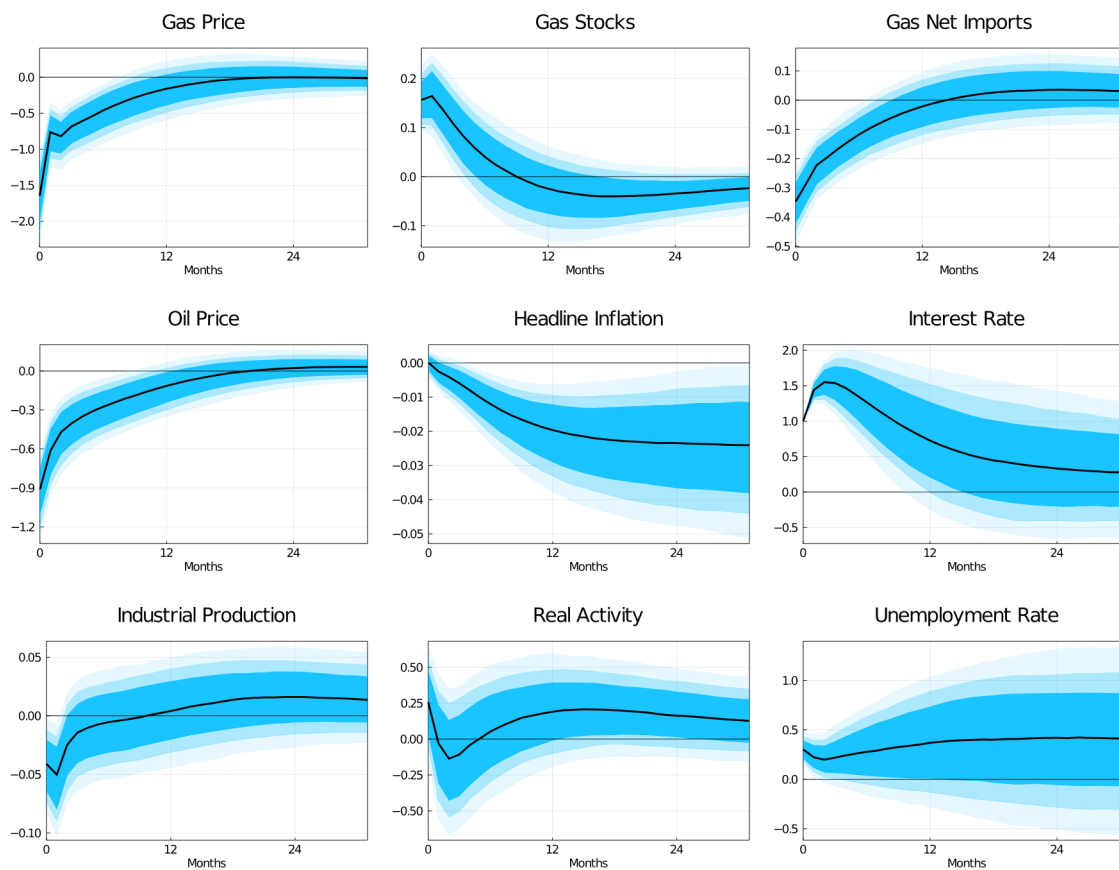 Gas Price
0.0
−0.5
−1.0
−1.5
−2.0
0 12 24
Months
Gas Stocks
0.2
0.1
0.0
−0.1
0 12 24
Months
Gas Net Imports
0.1
0.0
−0.1
−0.2
−0.3
−0.4
−0.5
0 12 24
Months
Oil Price
0.0
−0.3
−0.6
−0.9
−1.2
0 12 24
Months
Headline Inflation
0.00
−0.01
−0.02
−0.03
−0.04
−0.05
0 12 24
Months
Interest Rate
2.0
1.5
1.0
0.5
0.0
−0.5
0 12 24
Months
Industrial Production
0.05
0.00
−0.05
−0.10
0 12 24
Months
Real Activity
0.50
0.25
0.00
−0.25
−0.50
0 12 24
Months
Unemployment Rate
1.0
0.5
0.0
−0.5
0 12 24
Months